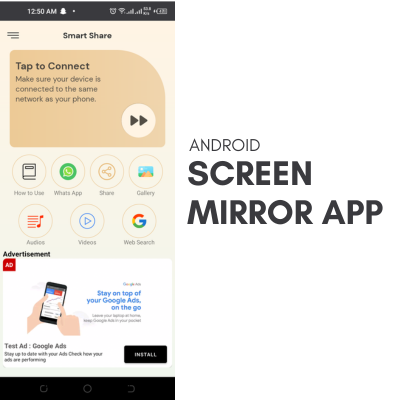 12:50 AM
Smart Share
Tap to Connect
Make sure your device is
connected to the same
network as your phone.
How to Use
Whats App
Share
Gallery
Audios
Videos
Web Search
Advertisement
AD
Google Ads
Stay on top of
your Google Ads,
on the go
Leave your laptop at home,
keep Google Ads in your pocket
Test Ad : Google Ads
Stay up to date with your Ads Check how your
ads are performing
INSTALL
ANDROID
SCREEN
MIRROR APP